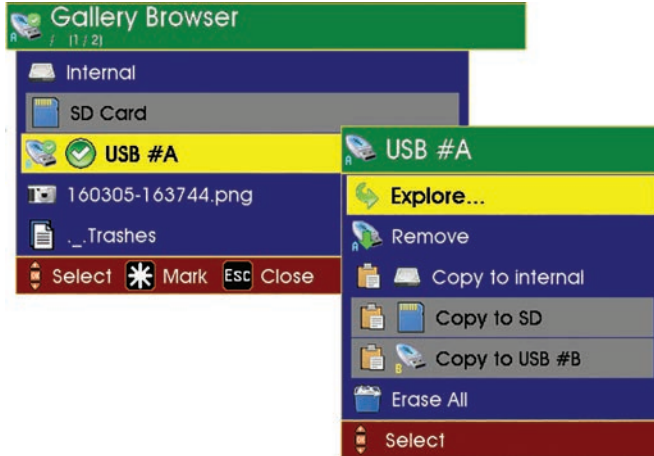 Gallery Browser
A / (1 / 2)
Internal
SD Card
USB #A
160305-163744.png
._.Trashes
Select Mark Esc Close
A USB #A
Explore...
A Remove
Copy to internal
Copy to SD
B Copy to USB #B
Erase All
Select